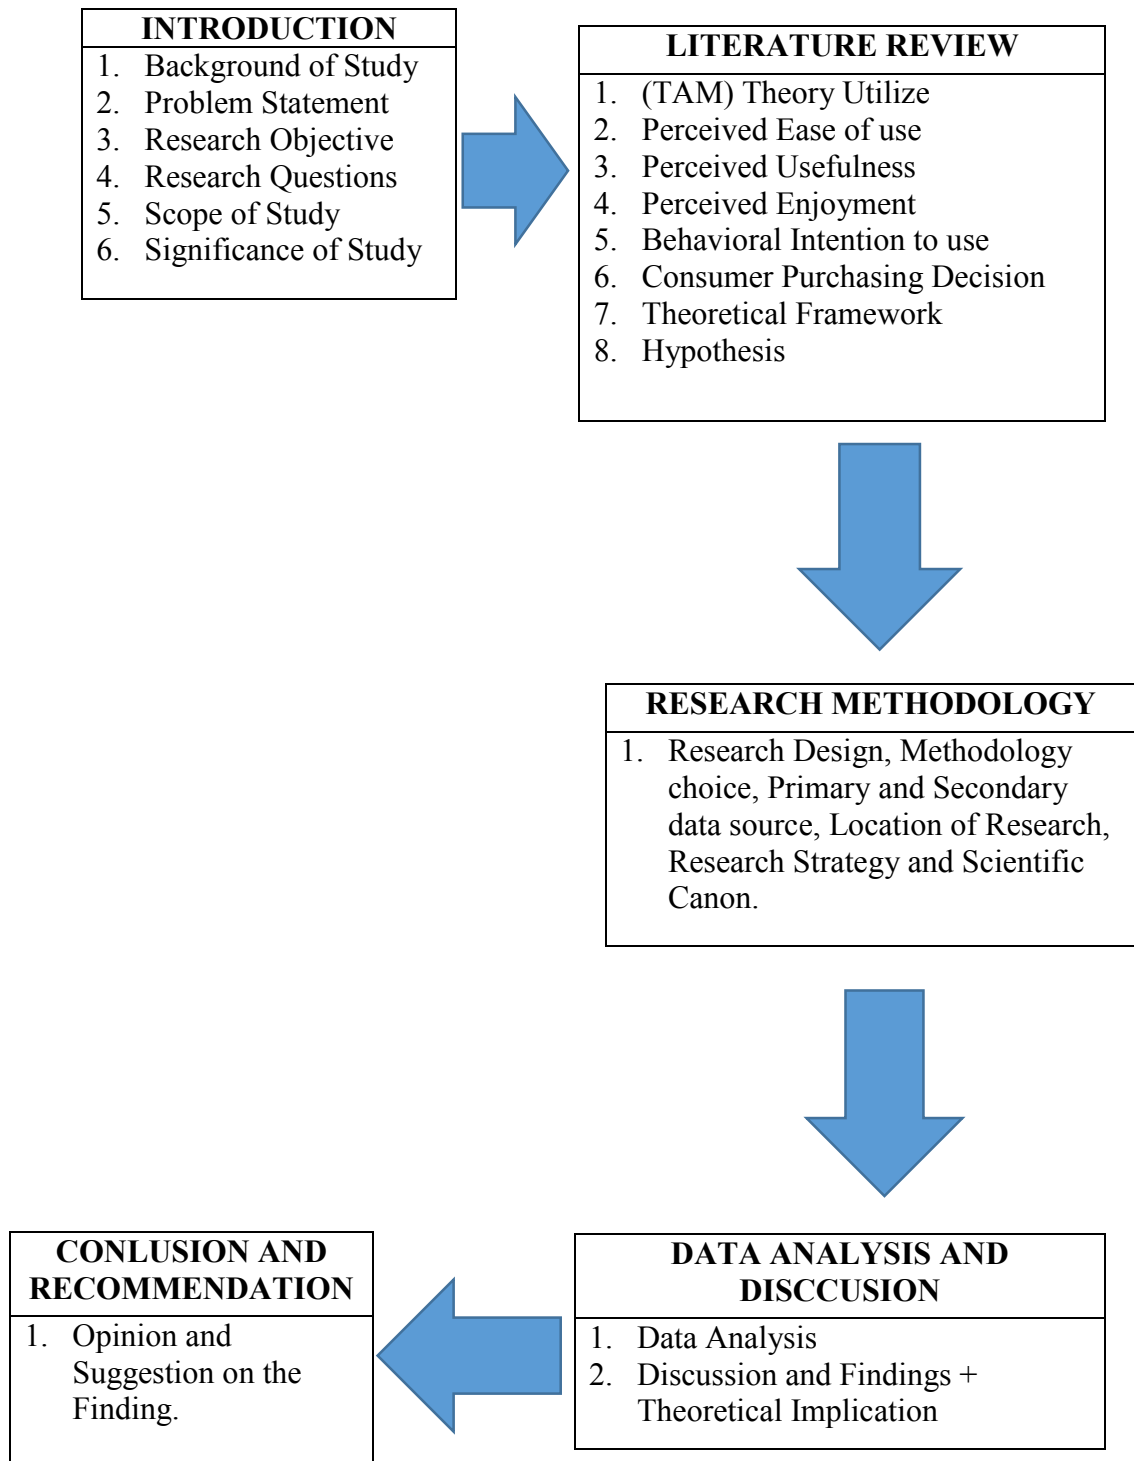 INTRODUCTION
1. Background of Study
2. Problem Statement
3. Research Objective
4. Research Questions
5. Scope of Study
6. Significance of Study
LITERATURE REVIEW
1. (TAM) Theory Utilize
2. Perceived Ease of use
3. Perceived Usefulness
4. Perceived Enjoyment
5. Behavioral Intention to use
6. Consumer Purchasing Decision
7. Theoretical Framework
8. Hypothesis
RESEARCH METHODOLOGY
1. Research Design, Methodology
choice, Primary and Secondary
data source, Location of Research,
Research Strategy and Scientific
Canon.
DATA ANALYSIS AND
DISCCUSION
1. Data Analysis
2. Discussion and Findings +
Theoretical Implication
CONLUSION AND
RECOMMENDATION
1. Opinion and
Suggestion on the
Finding.